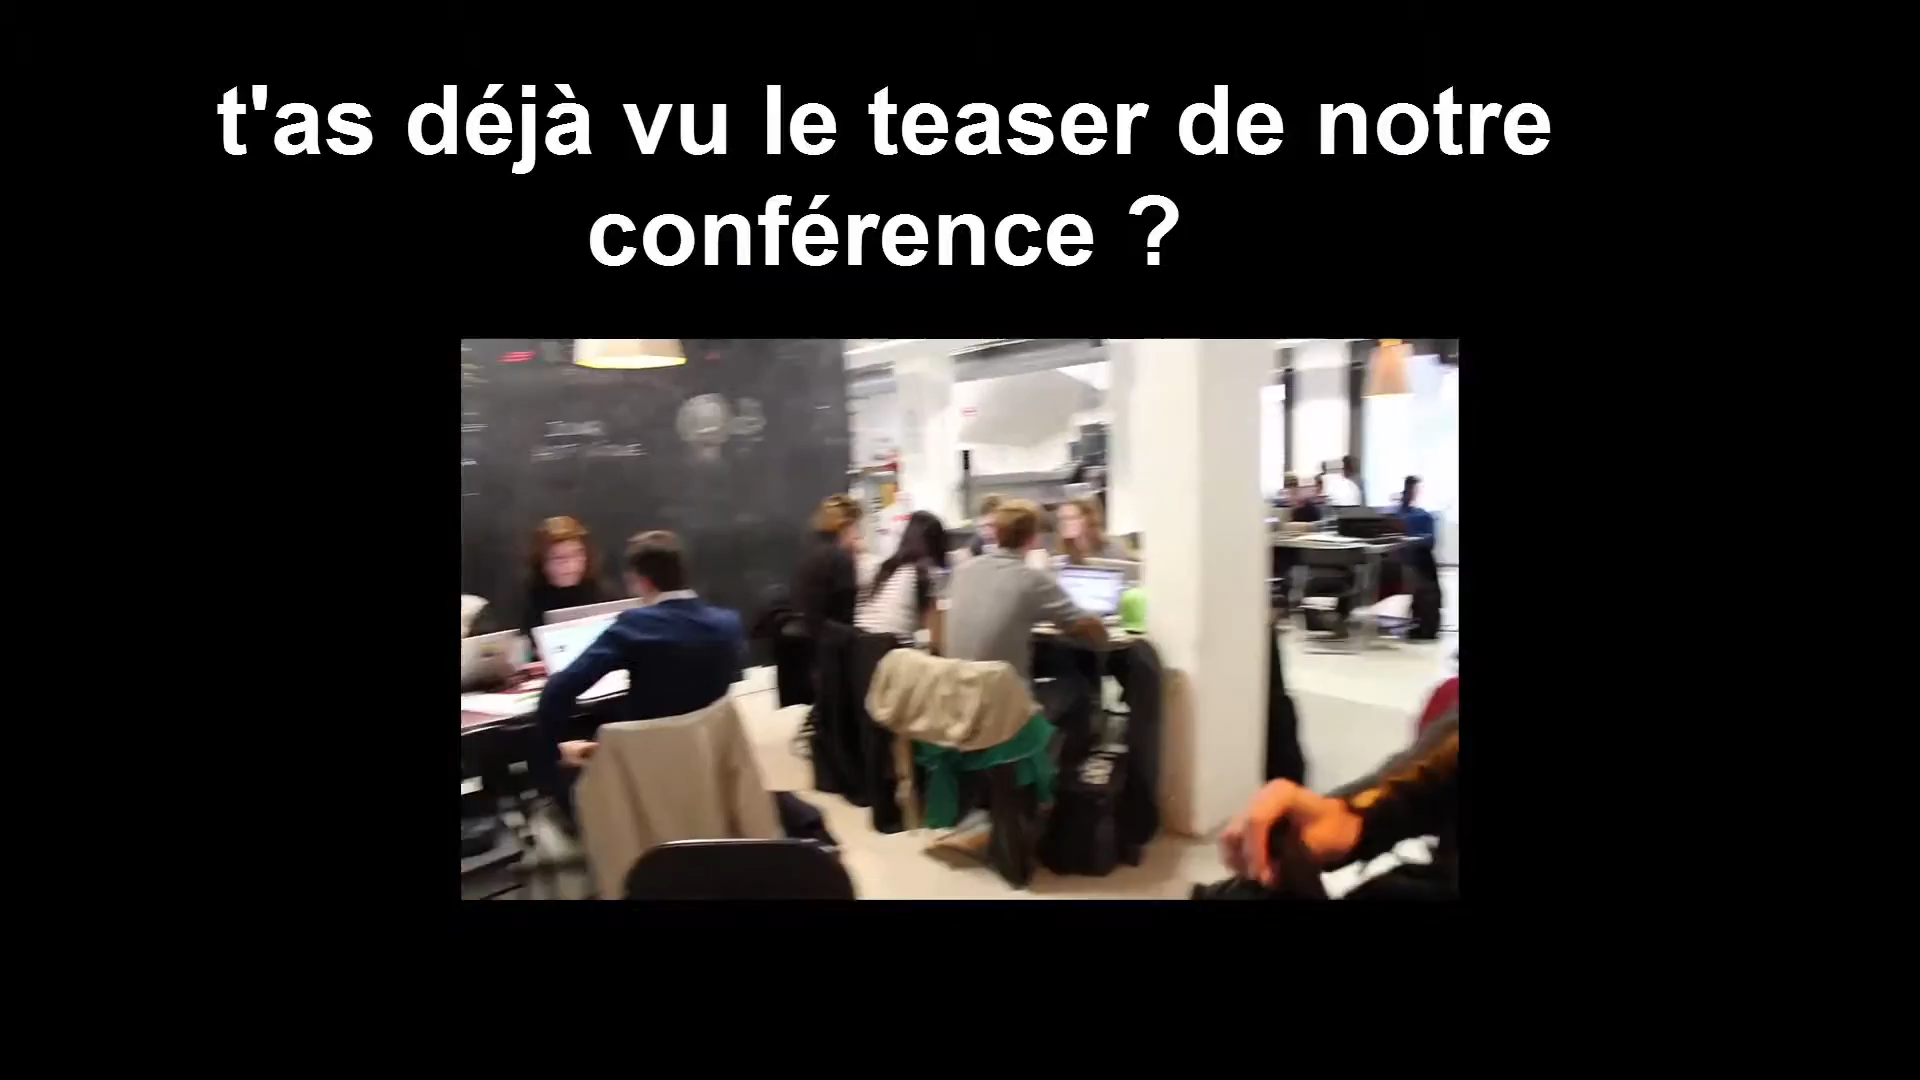 t'as déjà vu le teaser de notre
conférence ?